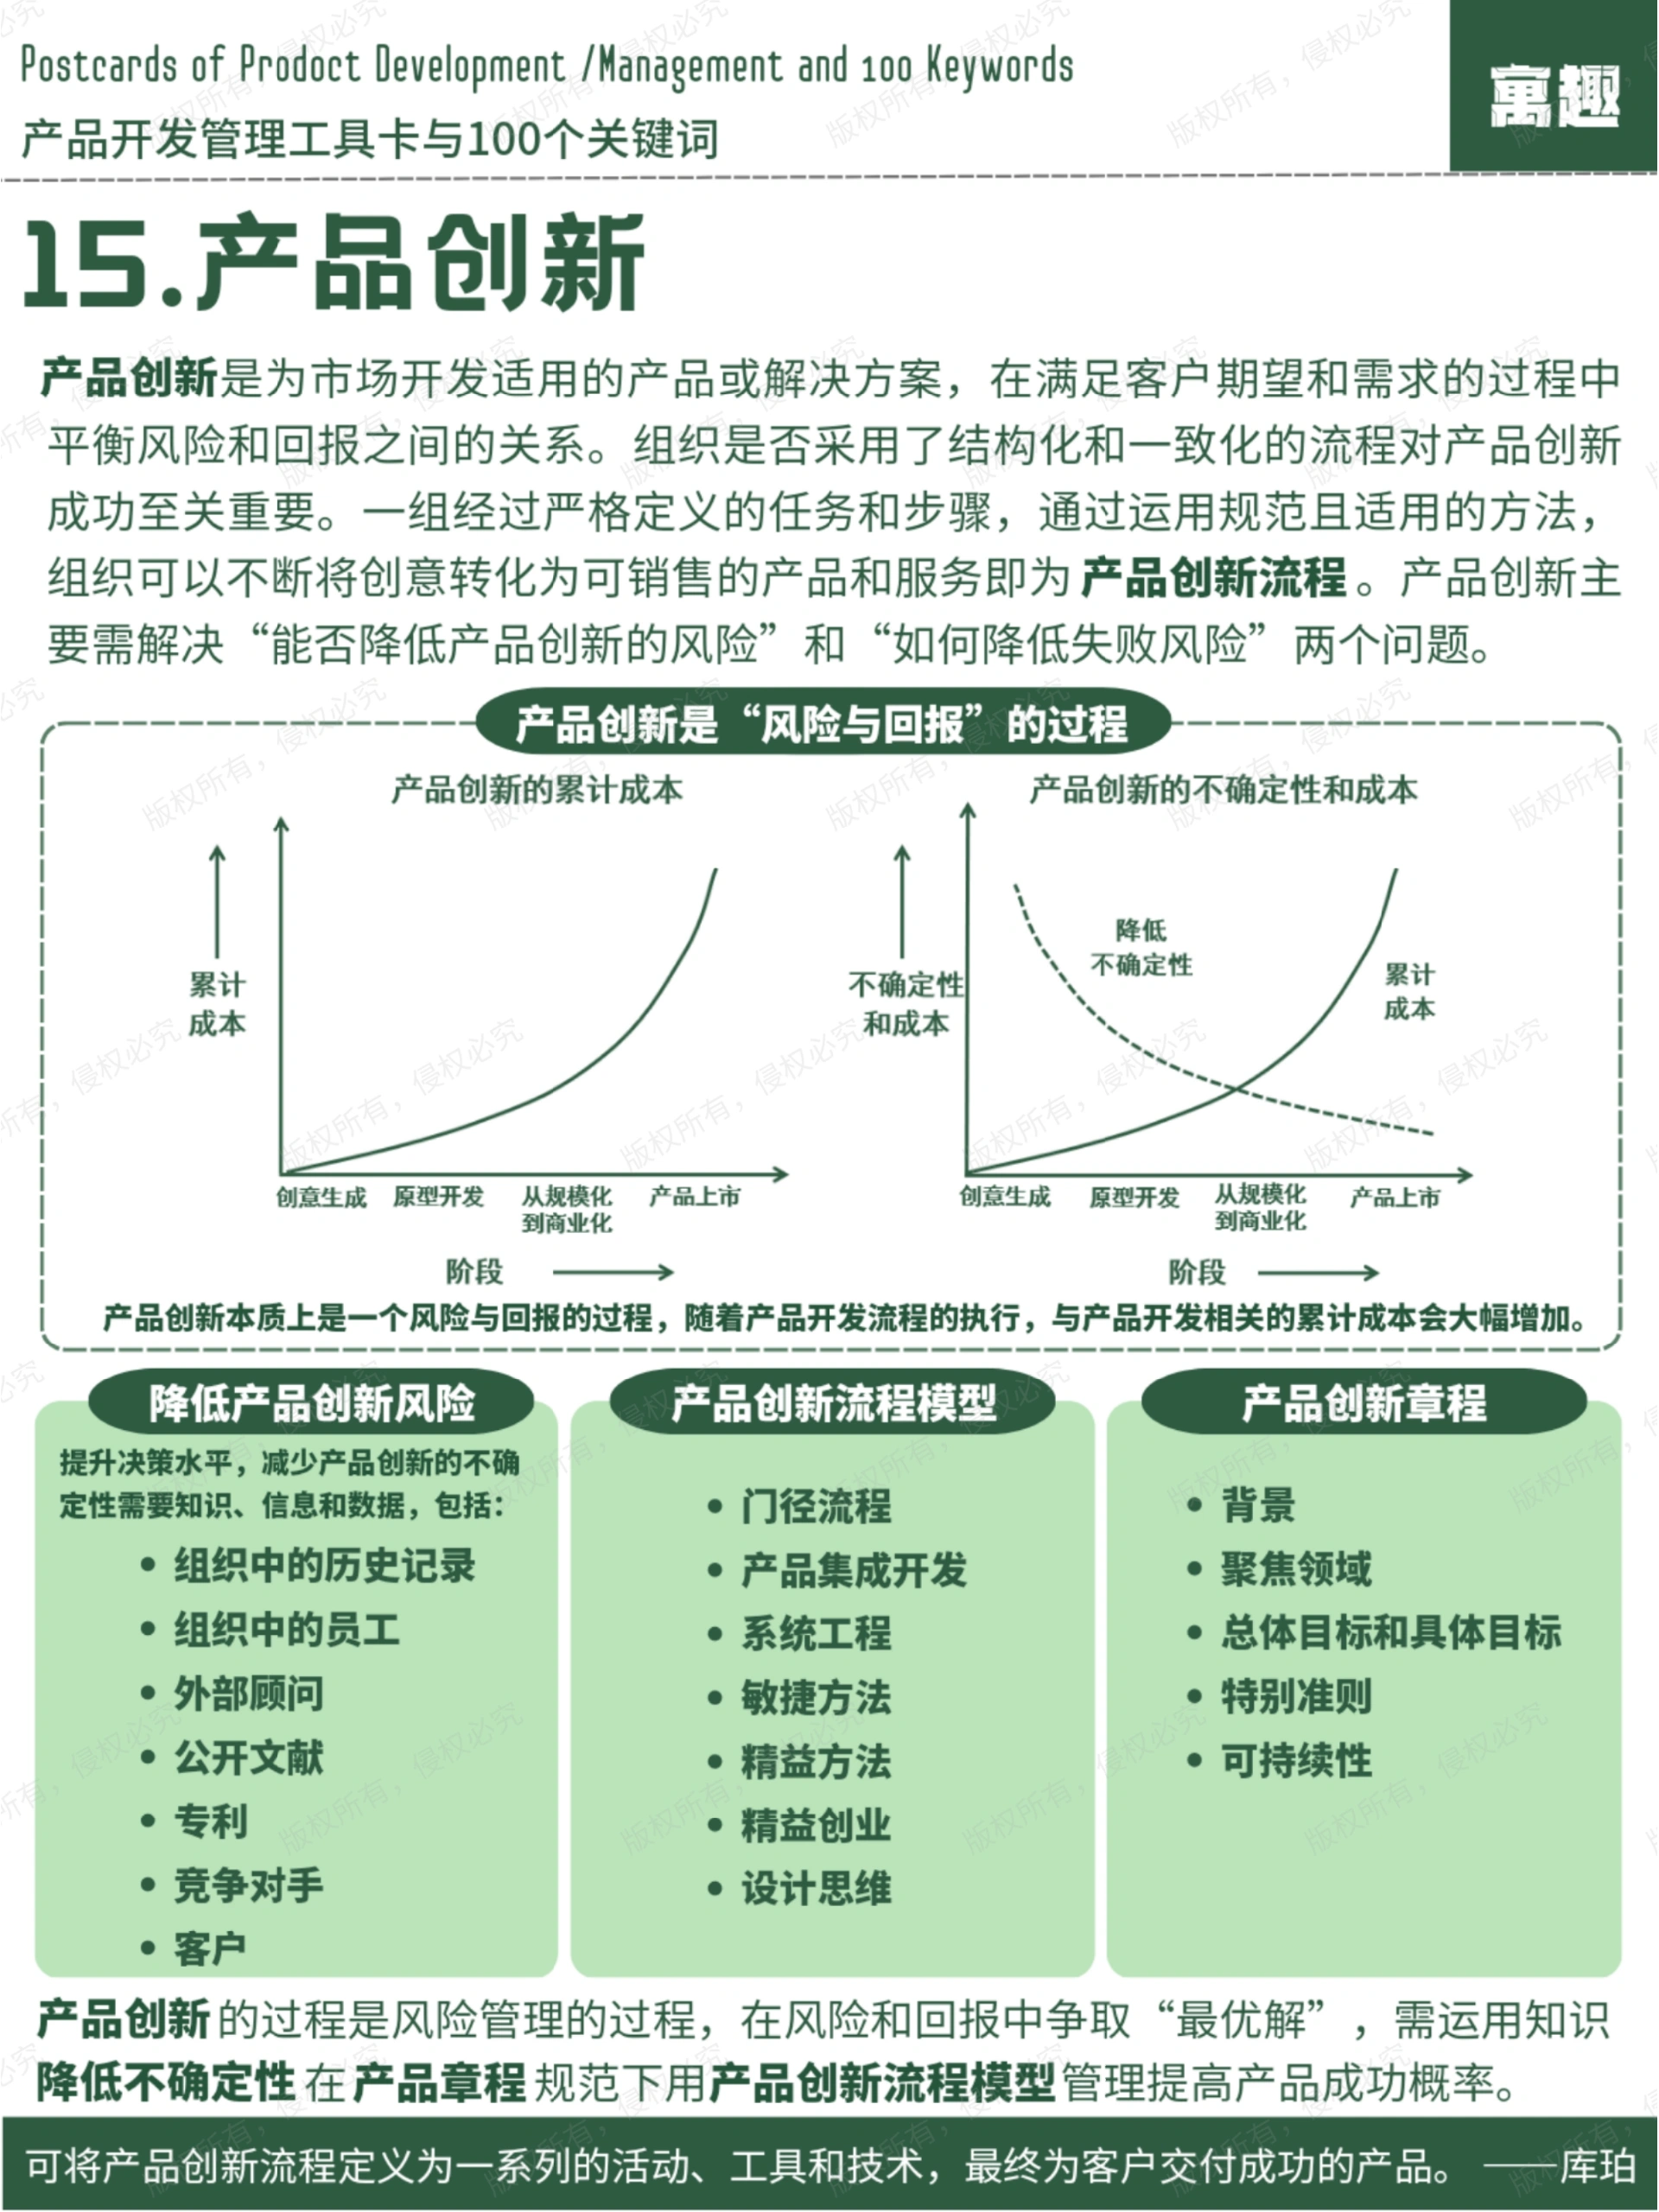 Postcards of Prodoct Development /Management and 100 Keywords
产品开发管理工具卡与100个关键词
寓趣
15.产品创新
产品创新是为市场开发适用的产品或解决方案，在满足客户期望和需求的过程中
平衡风险和回报之间的关系。组织是否采用了结构化和一致化的流程对产品创新
成功至关重要。一组经过严格定义的任务和步骤，通过运用规范且适用的方法，
组织可以不断将创意转化为可销售的产品和服务即为产品创新流程。产品创新主
要需解决“能否降低产品创新的风险”和“如何降低失败风险”两个问题。
产品创新是“风险与回报”的过程
产品创新的累计成本
累计
成本
创意生成 原型开发 从规模化 产品上市
到商业化
阶段
产品创新的不确定性和成本
不确定性
和成本
降低
不确定性
累计
成本
创意生成 原型开发 从规模化 产品上市
到商业化
阶段
产品创新本质上是一个风险与回报的过程，随着产品开发流程的执行，与产品开发相关的累计成本会大幅增加。
降低产品创新风险
提升决策水平，减少产品创新的不确
定性需要知识、信息和数据，包括：
• 组织中的历史记录
• 组织中的员工
• 外部顾问
• 公开文献
• 专利
• 竞争对手
• 客户
产品创新流程模型
• 门径流程
• 产品集成开发
• 系统工程
• 敏捷方法
• 精益方法
• 精益创业
• 设计思维
产品创新章程
• 背景
• 聚焦领域
• 总体目标和具体目标
• 特别准则
• 可持续性
产品创新的过程是风险管理的过程，在风险和回报中争取“最优解”，需运用知识
降低不确定性在产品章程规范下用产品创新流程模型管理提高产品成功概率。
可将产品创新流程定义为一系列的活动、工具和技术，最终为客户交付成功的产品。 ——库珀
版权所有，侵权必究